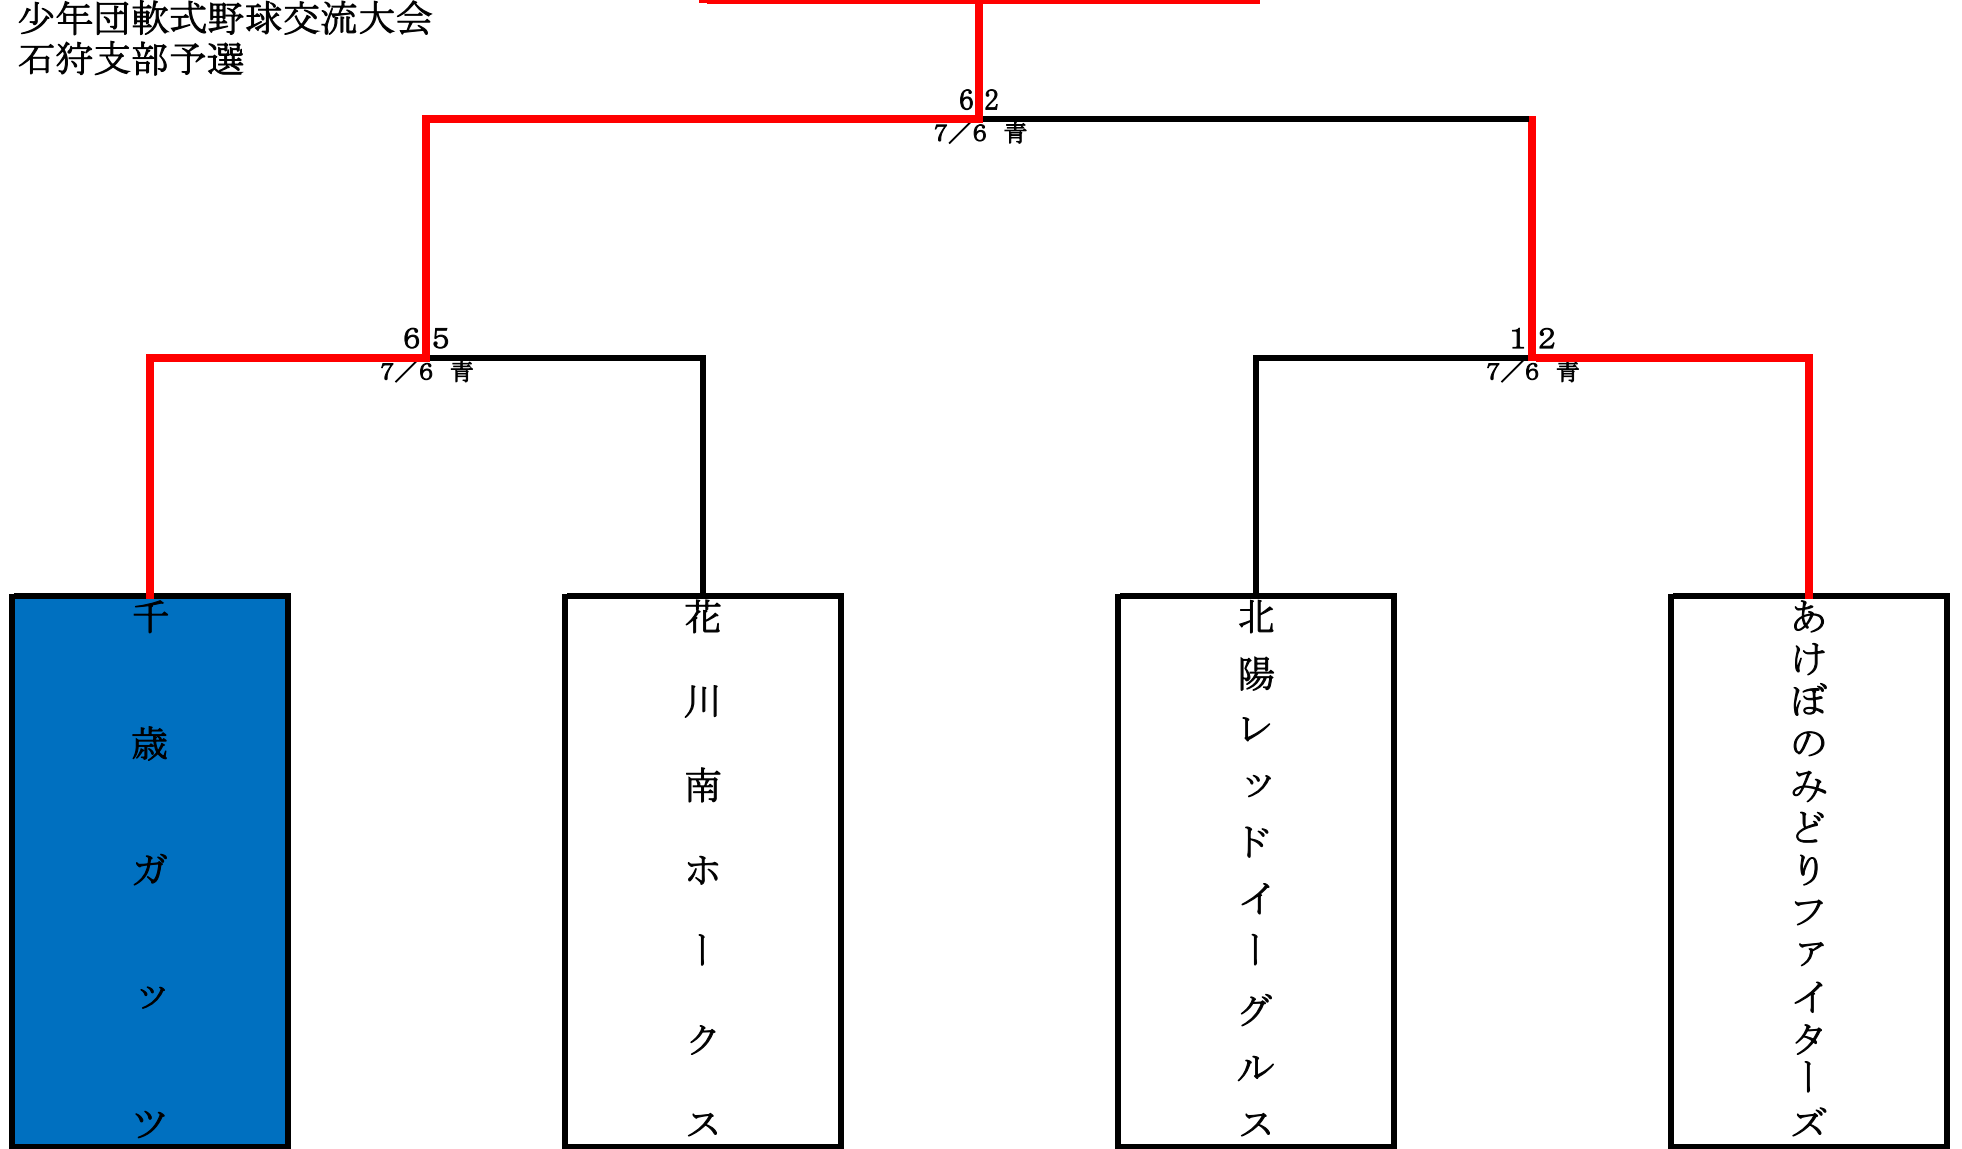 少年団軟式野球交流大会
石狩支部予選
6 2
7／6 青
6 5
7／6 青
1 2
7／6 青
千歳ガッツ
花川南ホークス
北陽レッドイーグルス
あけぼのみどりファイターズ